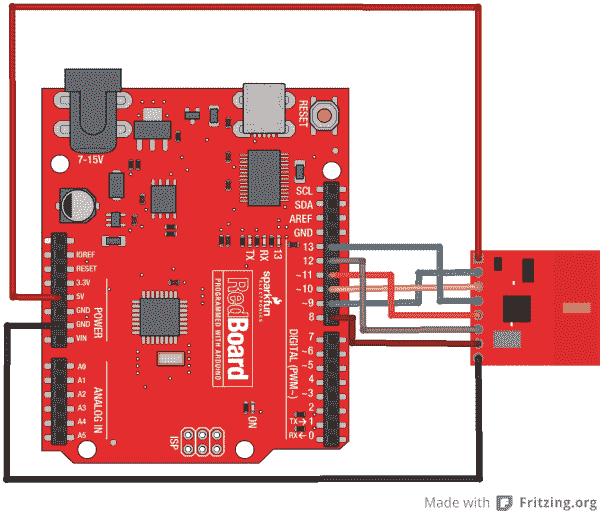 RESET
7-15V
SCL
SDA
AREF
GND
13
12
~11
~10
~9
8
7
~6
~5
4
~3
2
TX→1
RX←0
DIGITAL (PWM~)
TX
RX
13
sparkfun
ELECTRONICS
RedBoard
PROGRAMMED WITH ARDUINO
IOREF
RESET
3.3V
5V
GND
GND
VIN
POWER
A0
A1
A2
A3
A4
A5
ANALOG IN
ISP
ON
Made with Fritzing.org